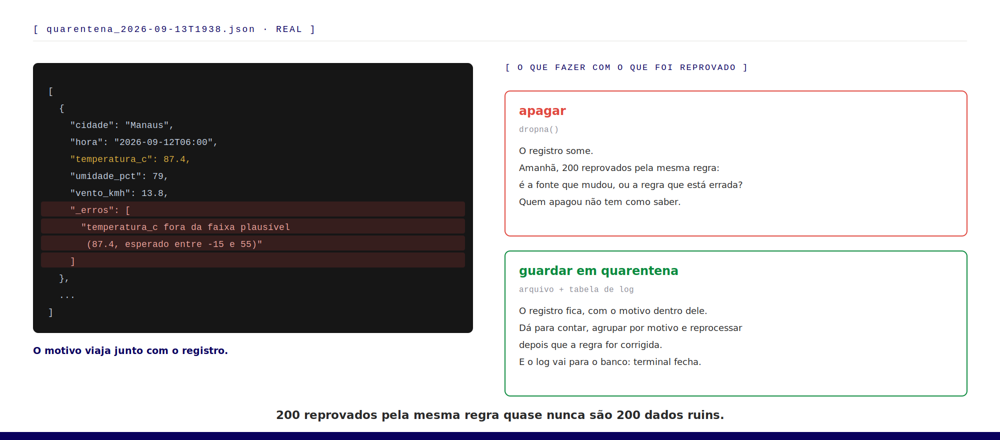 [ quarentena_2026-09-13T1938.json · REAL ]
[
{
"cidade": "Manaus",
"hora": "2026-09-12T06:00",
"temperatura_c": 87.4,
"umidade_pct": 79,
"vento_kmh": 13.8,
"_erros": [
"temperatura_c fora da faixa plausível
(87.4, esperado entre -15 e 55)"
]
},
...
]
O motivo viaja junto com o registro.
[ O QUE FAZER COM O QUE FOI REPROVADO ]
apagar
dropna()
O registro some.
Amanhã, 200 reprovados pela mesma regra:
é a fonte que mudou, ou a regra que está errada?
Quem apagou não tem como saber.
guardar em quarentena
arquivo + tabela de log
O registro fica, com o motivo dentro dele.
Dá para contar, agrupar por motivo e reprocessar
depois que a regra for corrigida.
E o log vai para o banco: terminal fecha.
200 reprovados pela mesma regra quase nunca são 200 dados ruins.